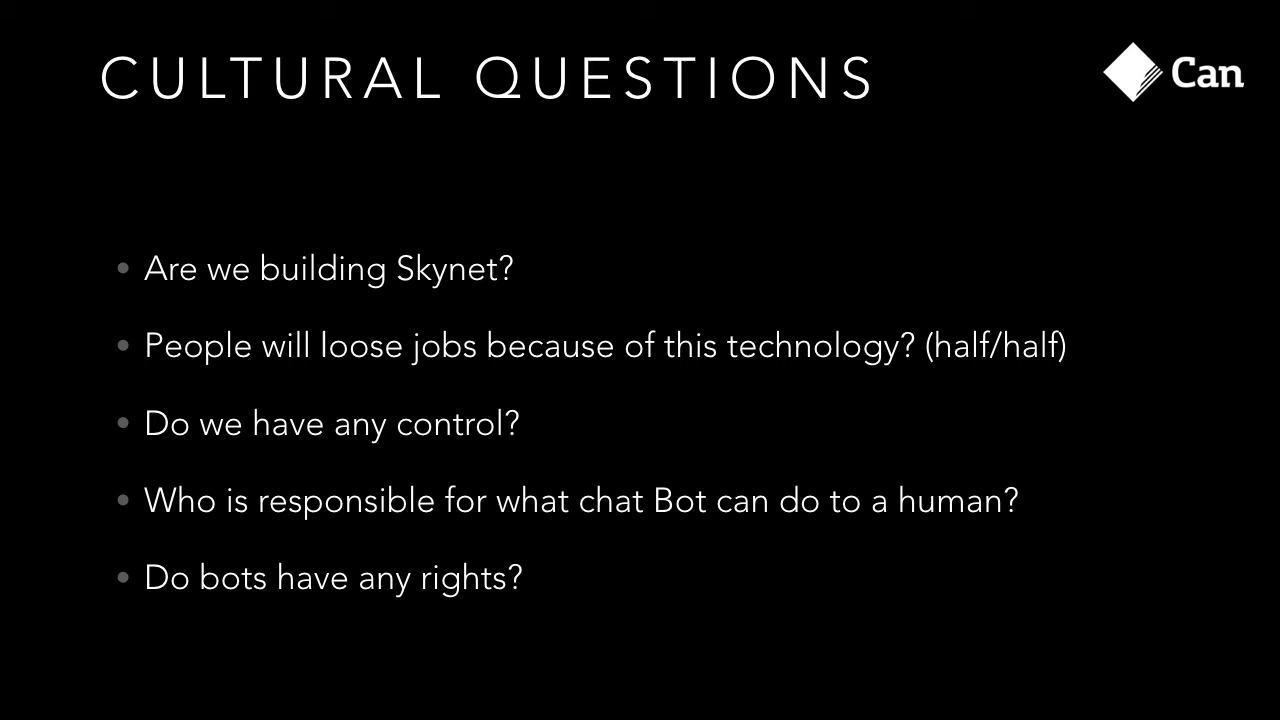 CULTURAL QUESTIONS
Can
• Are we building Skynet?
• People will loose jobs because of this technology? (half/half)
• Do we have any control?
• Who is responsible for what chat Bot can do to a human?
• Do bots have any rights?